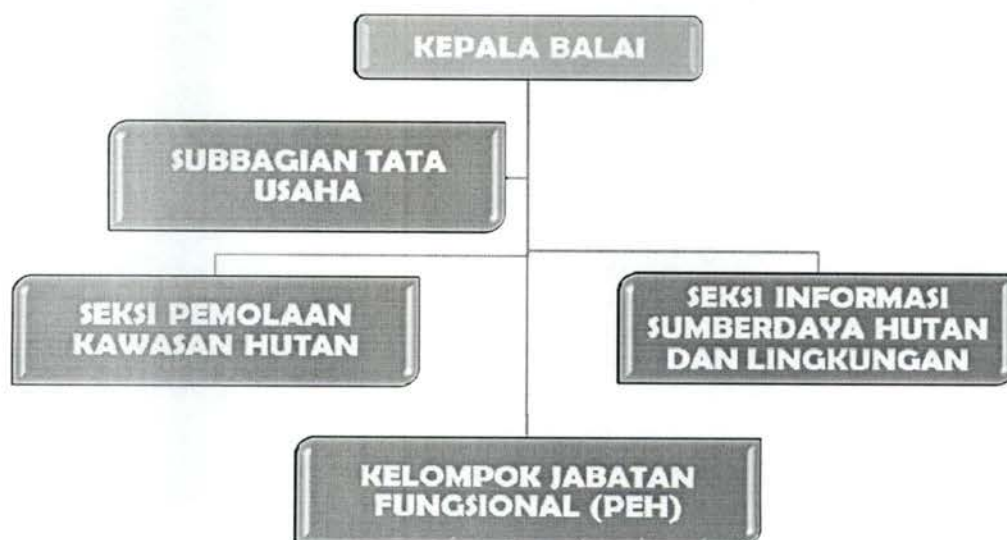 KEPALA BALAI
SUBBAGIAN TATA
USAHA
SEKSI PEMOLAAN
KAWASAN HUTAN
SEKSI INFORMASI
SUMBERDAYA HUTAN
DAN LINGKUNGAN
KELOMPOK JABATAN
FUNGSIONAL (PEH)